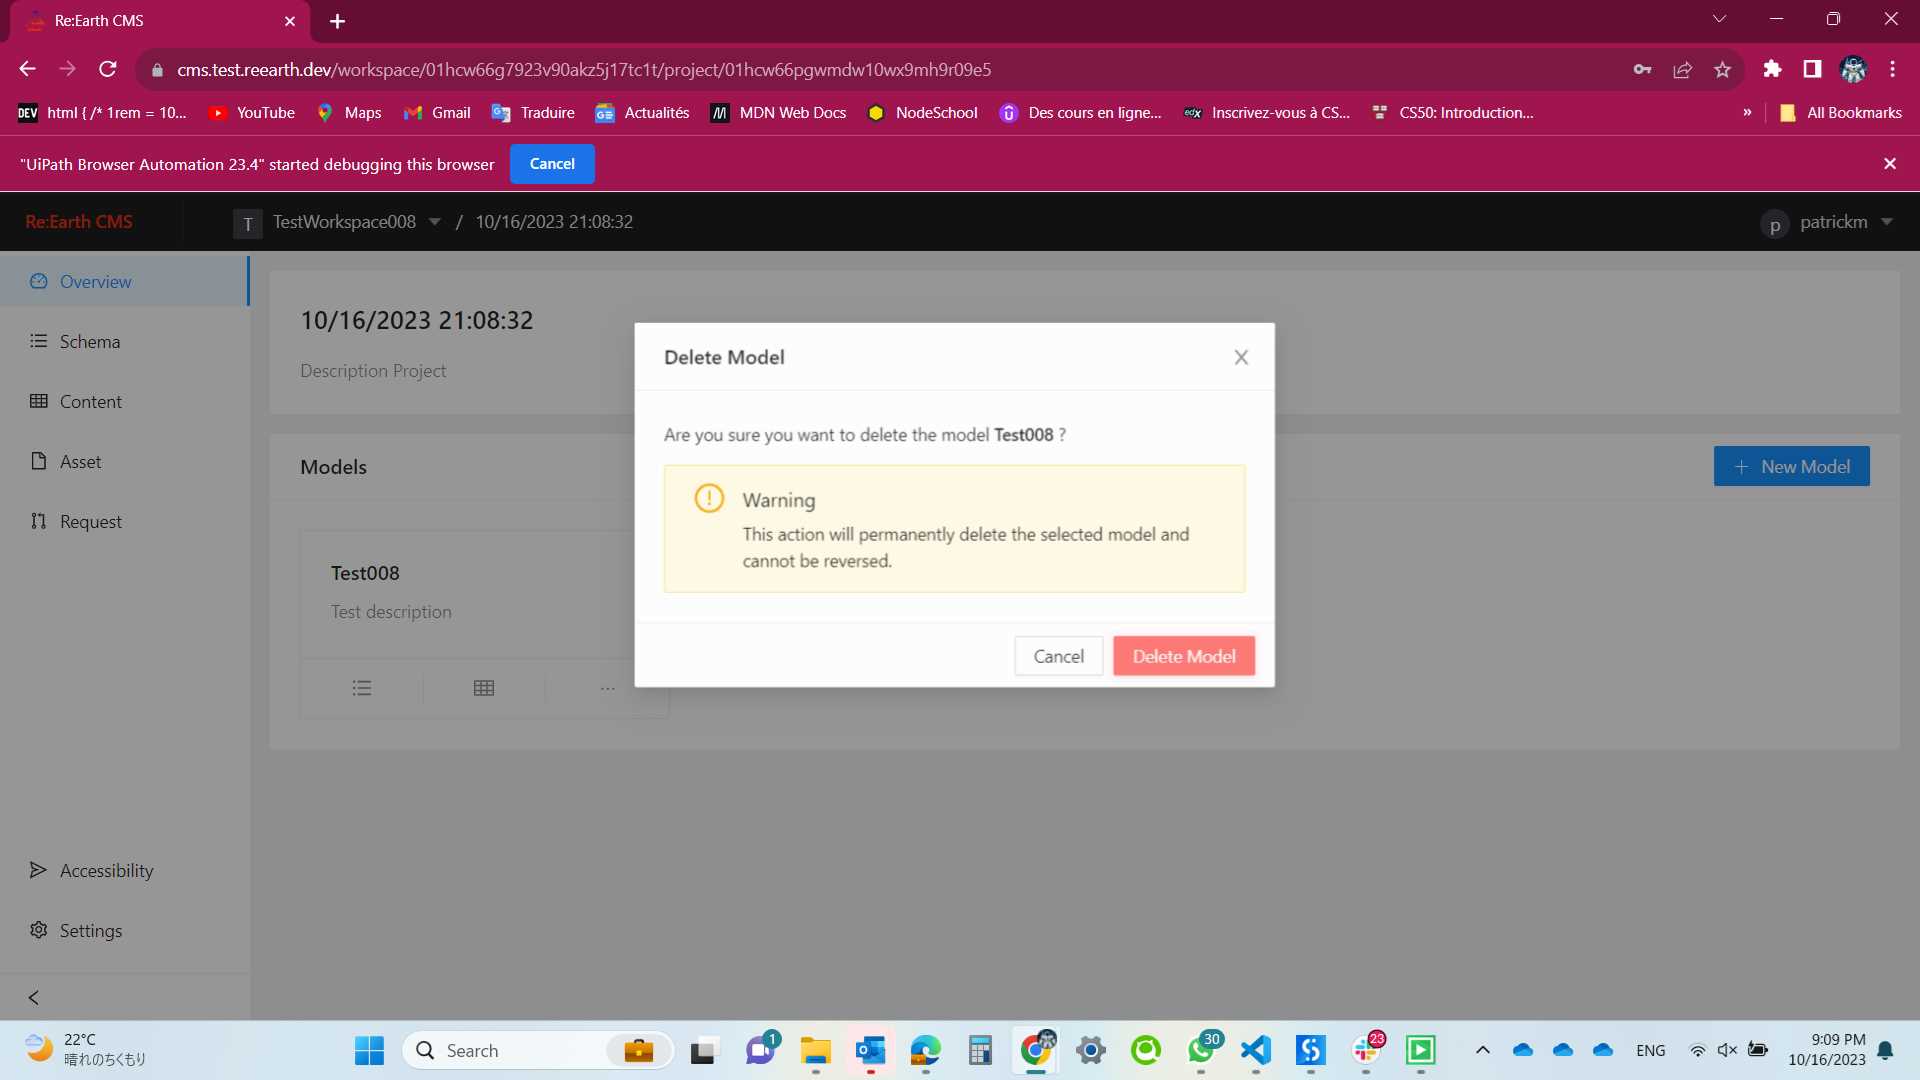 Re:Earth CMS
cms.test.reearth.dev/workspace/01hcw66g7923v90akz5j17tc1t/project/01hcw66pgwmdw10wx9mh9r09e5
DEV html { /* 1rem = 10... YouTube Maps Gmail Traduire Actualités MDN Web Docs NodeSchool Des cours en ligne... edX Inscrivez-vous à CS... CS50: Introduction... » All Bookmarks
"UiPath Browser Automation 23.4" started debugging this browser Cancel
Re:Earth CMS T TestWorkspace008 / 10/16/2023 21:08:32 p patrickm
Overview
Schema
Content
Asset
Request
Accessibility
Settings
10/16/2023 21:08:32
Description Project
Models
New Model
Test008
Test description
Delete Model
Are you sure you want to delete the model Test008 ?
Warning
This action will permanently delete the selected model and
cannot be reversed.
Cancel Delete Model
22°C
晴れのちくもり
Search
1
30
23
ENG
9:09 PM
10/16/2023